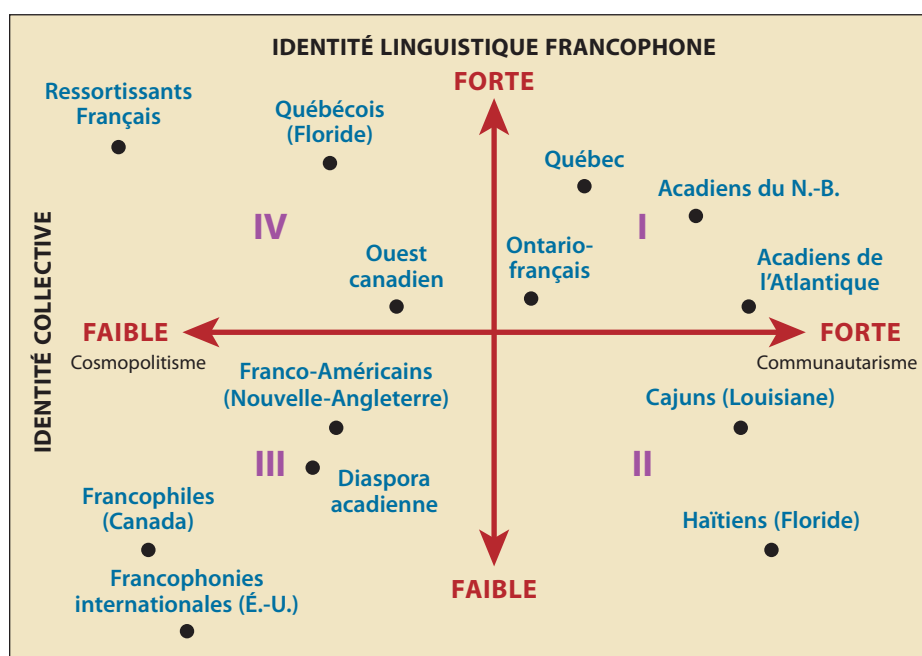 IDENTITÉ LINGUISTIQUE FRANCOPHONE
FORTE
Ressortissants
Français
Québécois
(Floride)
Québec
Acadiens du N.-B.
IV
I
Ouest
canadien
Ontario-
français
Acadiens de
l'Atlantique
IDENTITÉ COLLECTIVE
FAIBLE
Cosmopolitisme
FORTE
Communautarisme
Franco-Américains
(Nouvelle-Angleterre)
Cajuns (Louisiane)
III
II
Diaspora
acadienne
Francophiles
(Canada)
Haïtiens (Floride)
Francophonies
internationales (É.-U.)
FAIBLE